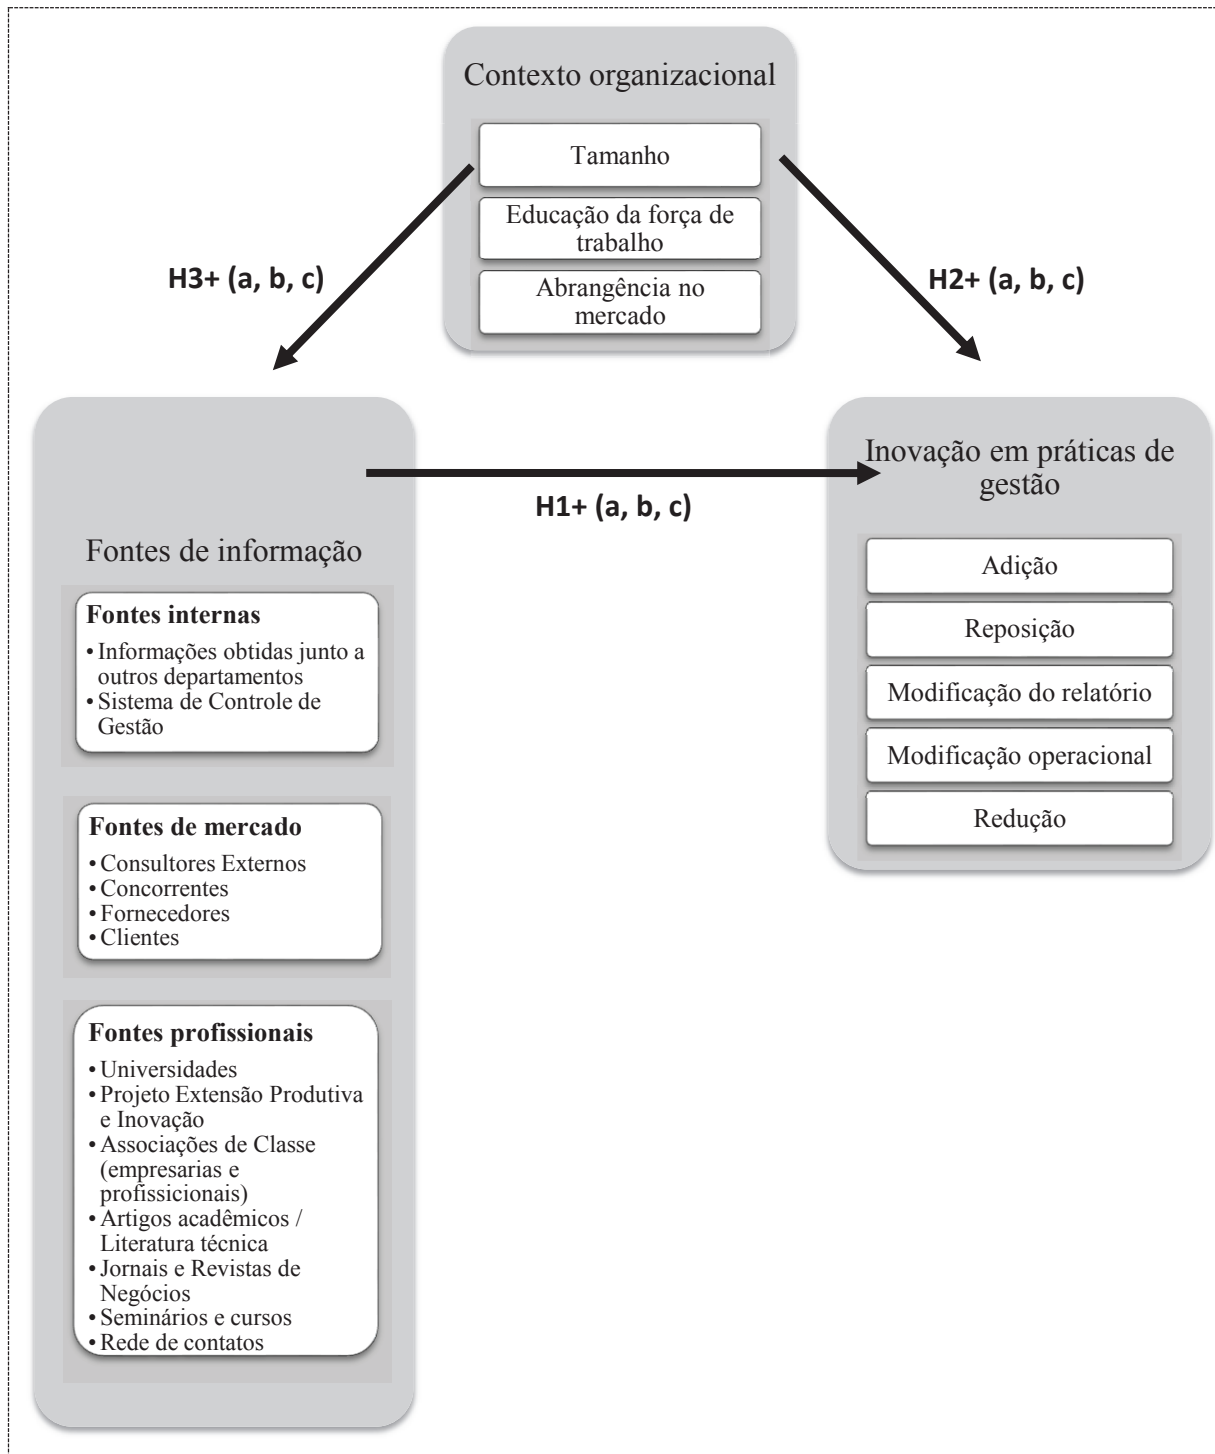 Contexto organizacional
Tamanho
Educação da força de
trabalho
Abrangência no
mercado
H3+ (a, b, c)
H2+ (a, b, c)
H1+ (a, b, c)
Fontes de informação
Fontes internas
• Informações obtidas junto a
outros departamentos
• Sistema de Controle de
Gestão
Fontes de mercado
• Consultores Externos
• Concorrentes
• Fornecedores
• Clientes
Fontes profissionais
• Universidades
• Projeto Extensão Produtiva
e Inovação
• Associações de Classe
(empresarias e
profissicionais)
• Artigos acadêmicos /
Literatura técnica
• Jornais e Revistas de
Negócios
• Seminários e cursos
• Rede de contatos
Inovação em práticas de
gestão
Adição
Reposição
Modificação do relatório
Modificação operacional
Redução